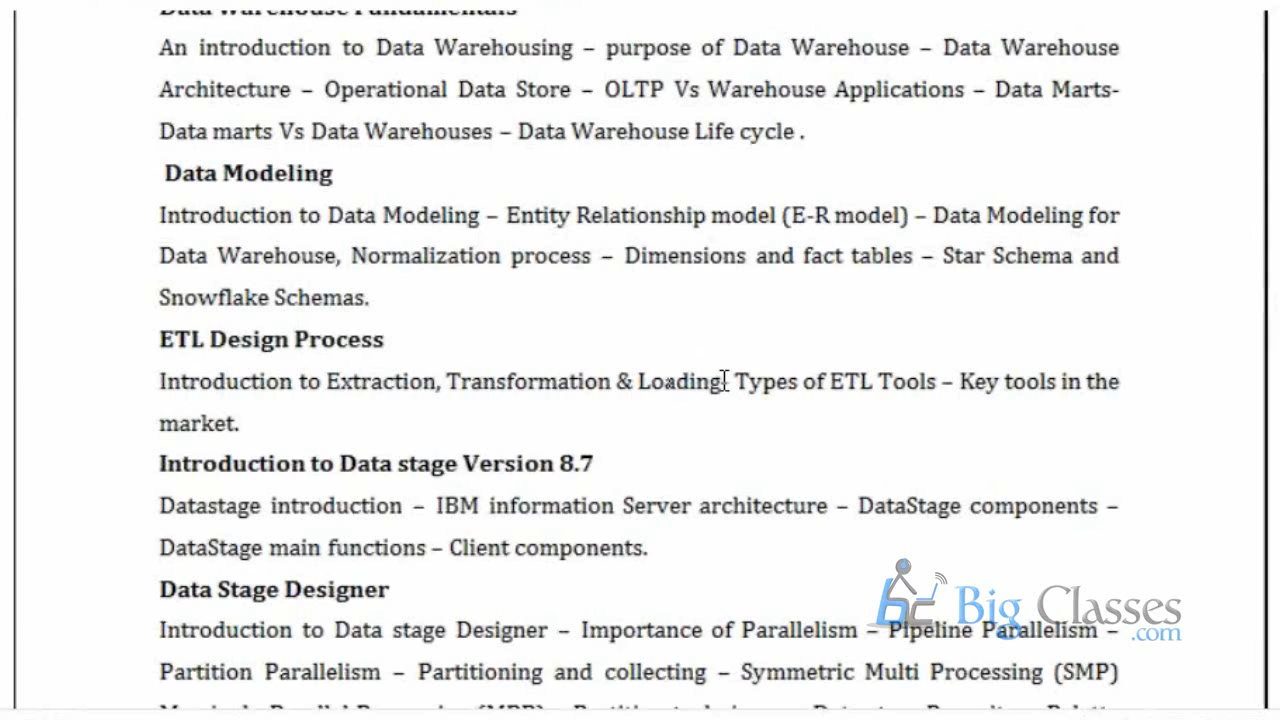 Data Warehouse Fundamentals
An introduction to Data Warehousing – purpose of Data Warehouse – Data Warehouse
Architecture – Operational Data Store – OLTP Vs Warehouse Applications – Data Marts-
Data marts Vs Data Warehouses – Data Warehouse Life cycle .
Data Modeling
Introduction to Data Modeling – Entity Relationship model (E-R model) – Data Modeling for
Data Warehouse, Normalization process – Dimensions and fact tables – Star Schema and
Snowflake Schemas.
ETL Design Process
Introduction to Extraction, Transformation & Loading- Types of ETL Tools – Key tools in the
market.
Introduction to Data stage Version 8.7
Datastage introduction – IBM information Server architecture – DataStage components –
DataStage main functions – Client components.
Data Stage Designer
Introduction to Data stage Designer – Importance of Parallelism – Pipeline Parallelism –
Partition Parallelism – Partitioning and collecting – Symmetric Multi Processing (SMP)
bc Big Classes
.com